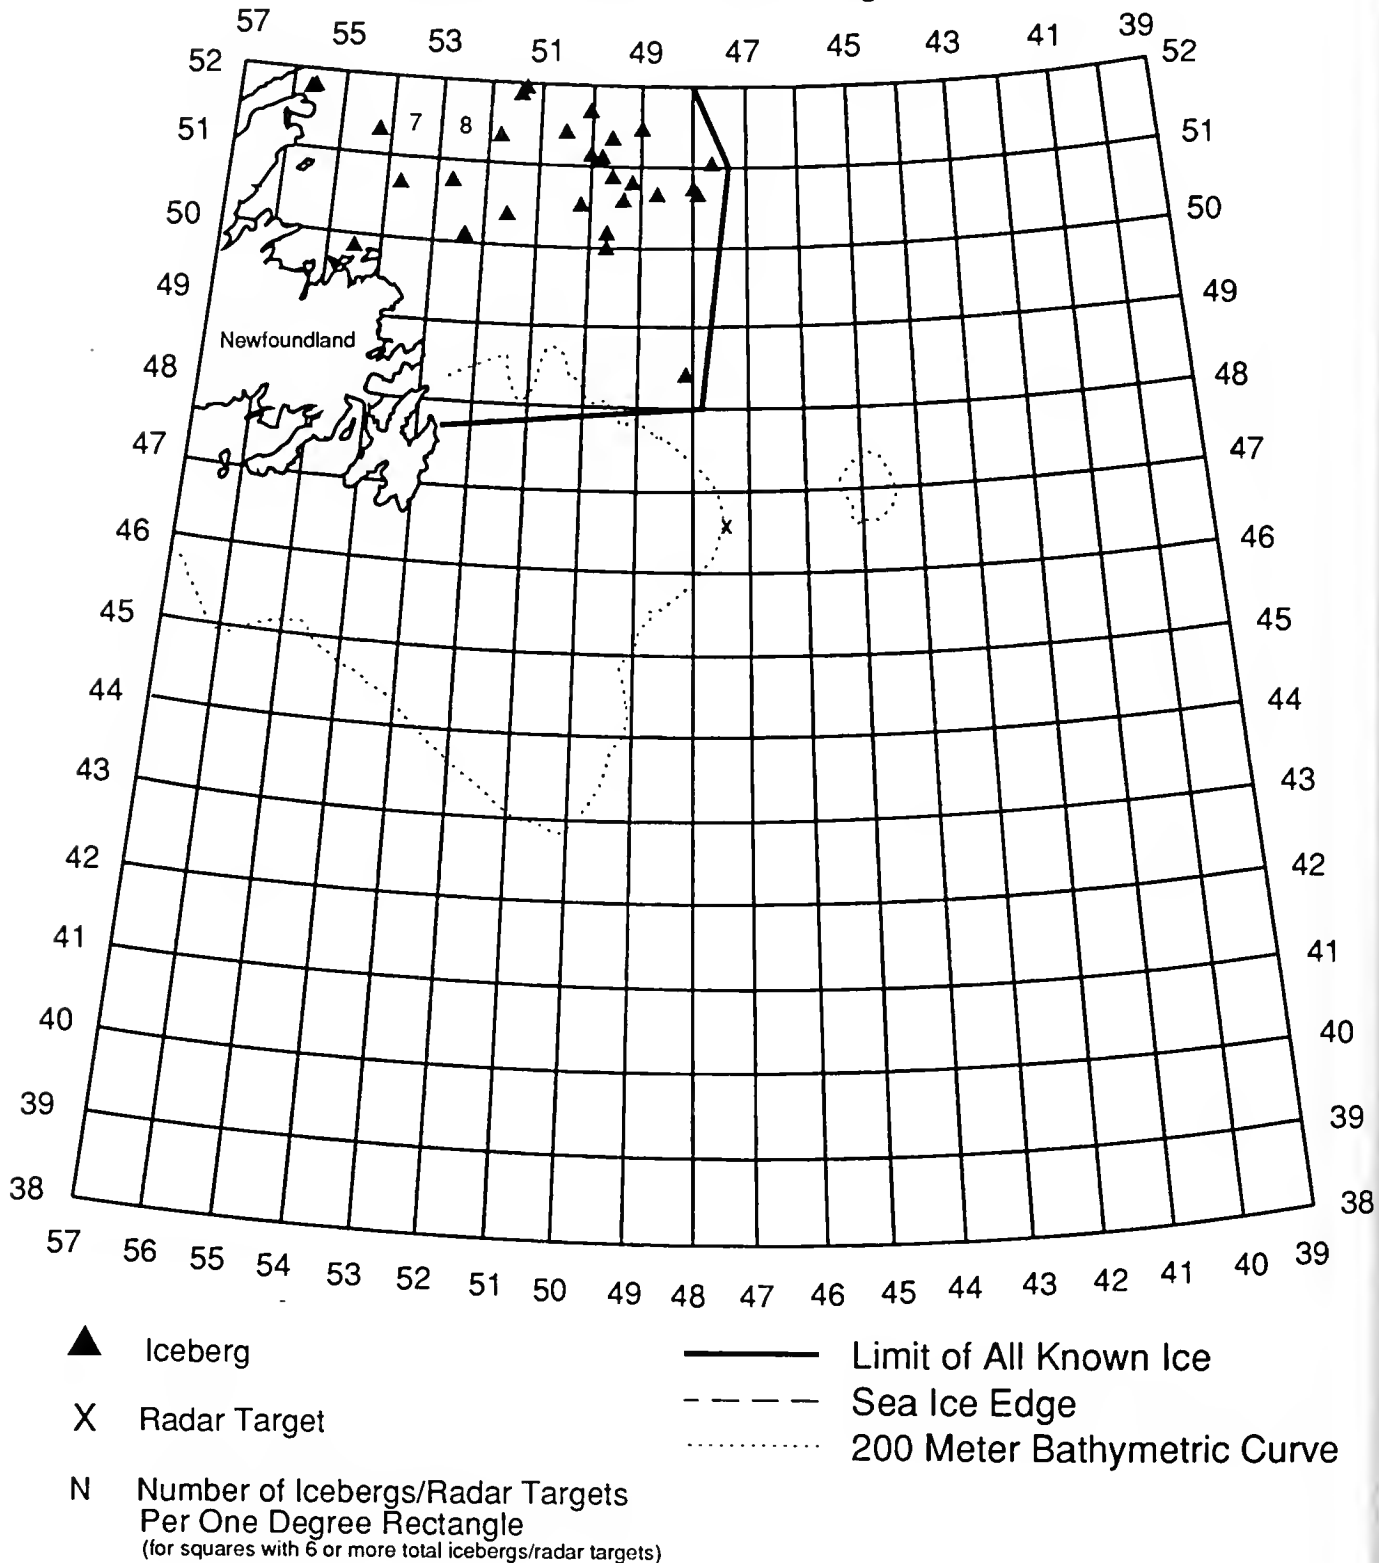 57 55 53 51 49 47 45 43 41 39
52 52
51 7 8 51
50 50
49 49
Newfoundland
48 48
47 47
X
46 46
45 45
44 44
43 43
42 42
41 41
40 40
39 39
38 38
57 56 55 54 53 52 51 50 49 48 47 46 45 44 43 42 41 40 39
Iceberg
X Radar Target
N Number of Icebergs/Radar Targets
Per One Degree Rectangle
(for squares with 6 or more total icebergs/radar targets)
Limit of All Known Ice
Sea Ice Edge
200 Meter Bathymetric Curve